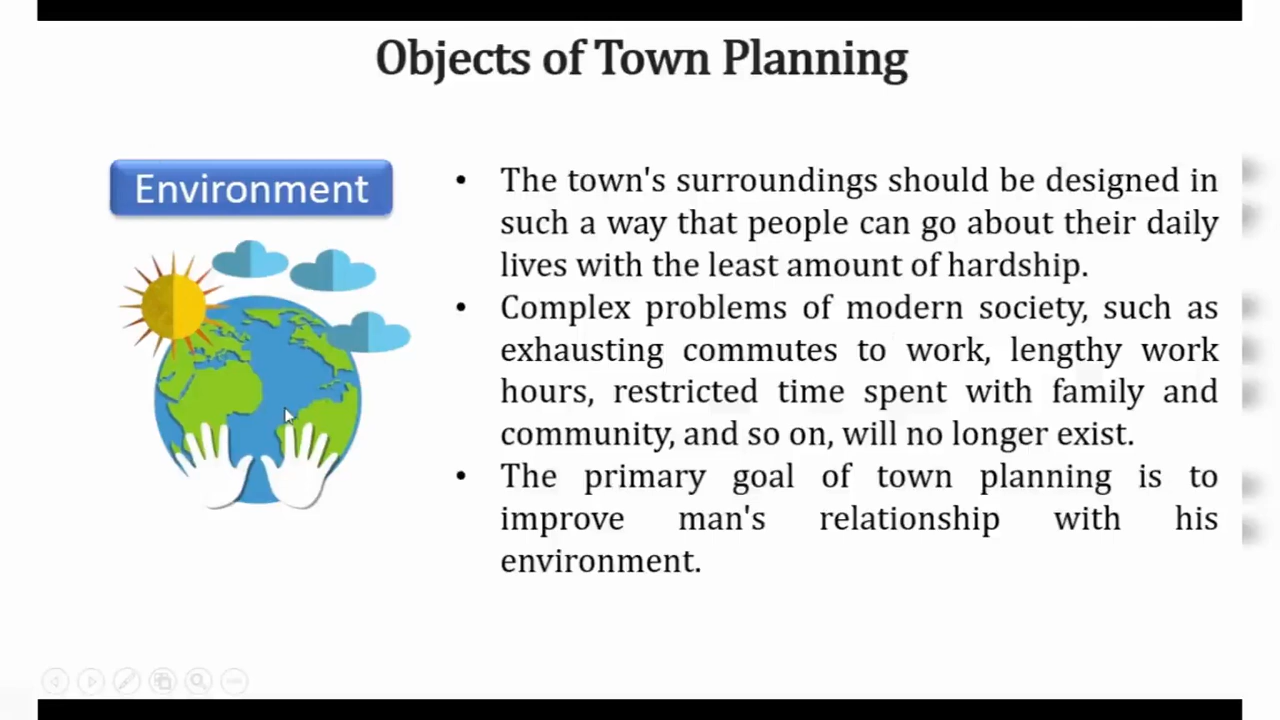 Objects of Town Planning
Environment
• The town's surroundings should be designed in
such a way that people can go about their daily
lives with the least amount of hardship.
• Complex problems of modern society, such as
exhausting commutes to work, lengthy work
hours, restricted time spent with family and
community, and so on, will no longer exist.
• The primary goal of town planning is to
improve man's relationship with his
environment.